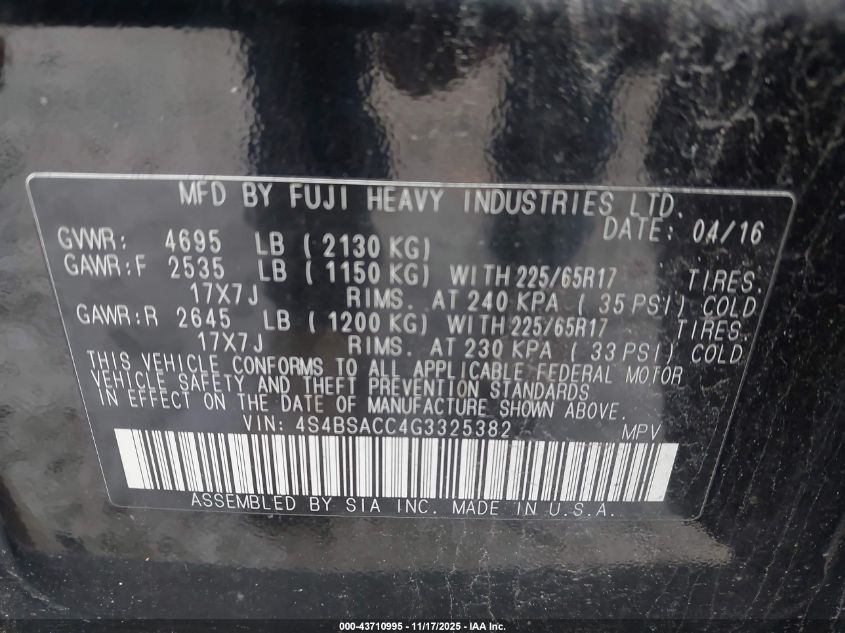 MFD BY FUJI HEAVY INDUSTRIES LTD.
DATE: 04/16
GVWR: 4695 LB ( 2130 KG)
GAWR:F 2535 LB ( 1150 KG) WITH 225/65R17 TIRES.
17X7J RIMS. AT 240 KPA ( 35 PSI) COLD
GAWR:R 2645 LB ( 1200 KG) WITH 225/65R17 TIRES.
17X7J RIMS. AT 230 KPA ( 33 PSI) COLD
THIS VEHICLE CONFORMS TO ALL APPLICABLE FEDERAL MOTOR
VEHICLE SAFETY AND THEFT PREVENTION STANDARDS
IN EFFECT ON THE DATE OF MANUFACTURE SHOWN ABOVE.
VIN: 4S4BSACC4G3325382 MPV
ASSEMBLED BY SIA INC. MADE IN U.S.A.
000-43710995 - 11/17/2025 - IAA Inc.